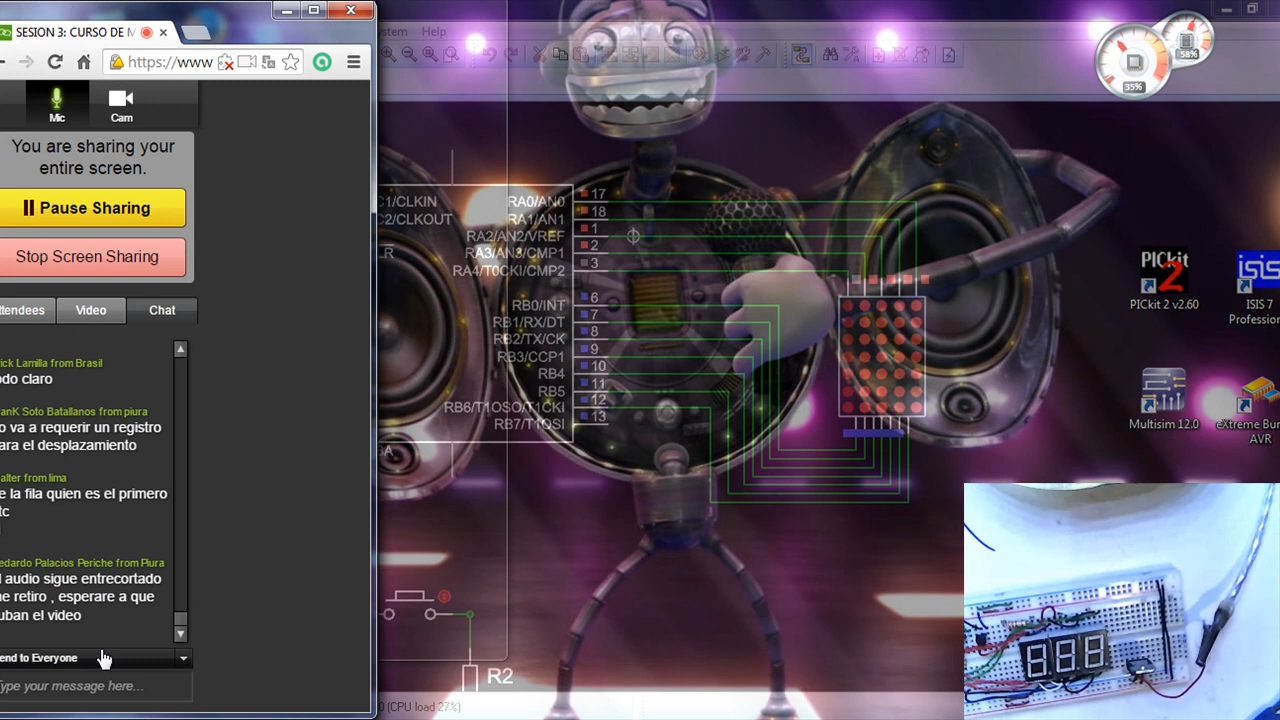 SESION 3: CURSO DE M
https://www
Mic
Cam
You are sharing your
entire screen.
Pause Sharing
Stop Screen Sharing
ttendees
Video
Chat
ick Lamilla from Brasil
odo claro
anK Soto Batallanos from piura
o va a requerir un registro
ara el desplazamiento
alter from lima
e la fila quien es el primero
tc
edardo Palacios Periche from Piura
l audio sigue entrecortado
ne retiro , esperare a que
uban el video
end to Everyone
Type your message here...
stem Help
35%
58%
C1/CLKIN
C2/CLKOUT
LR
RA0/AN0 17
RA1/AN1 18
RA2/AN2/VREF 1
RA3/AN3/CMP1 2
RA4/T0CKI/CMP2 3
RB0/INT 6
RB1/RX/DT 7
RB2/TX/CK 8
RB3/CCP1 9
RB4 10
RB5 11
RB6/T1OSO/T1CKI 12
RB7/T1OSI 13
R2
(CPU load 27%)
PICkit
2
PICkit 2 v2.60
isis
ISIS 7
Profession
Multisim 12.0
eXtreme Bur
AVR